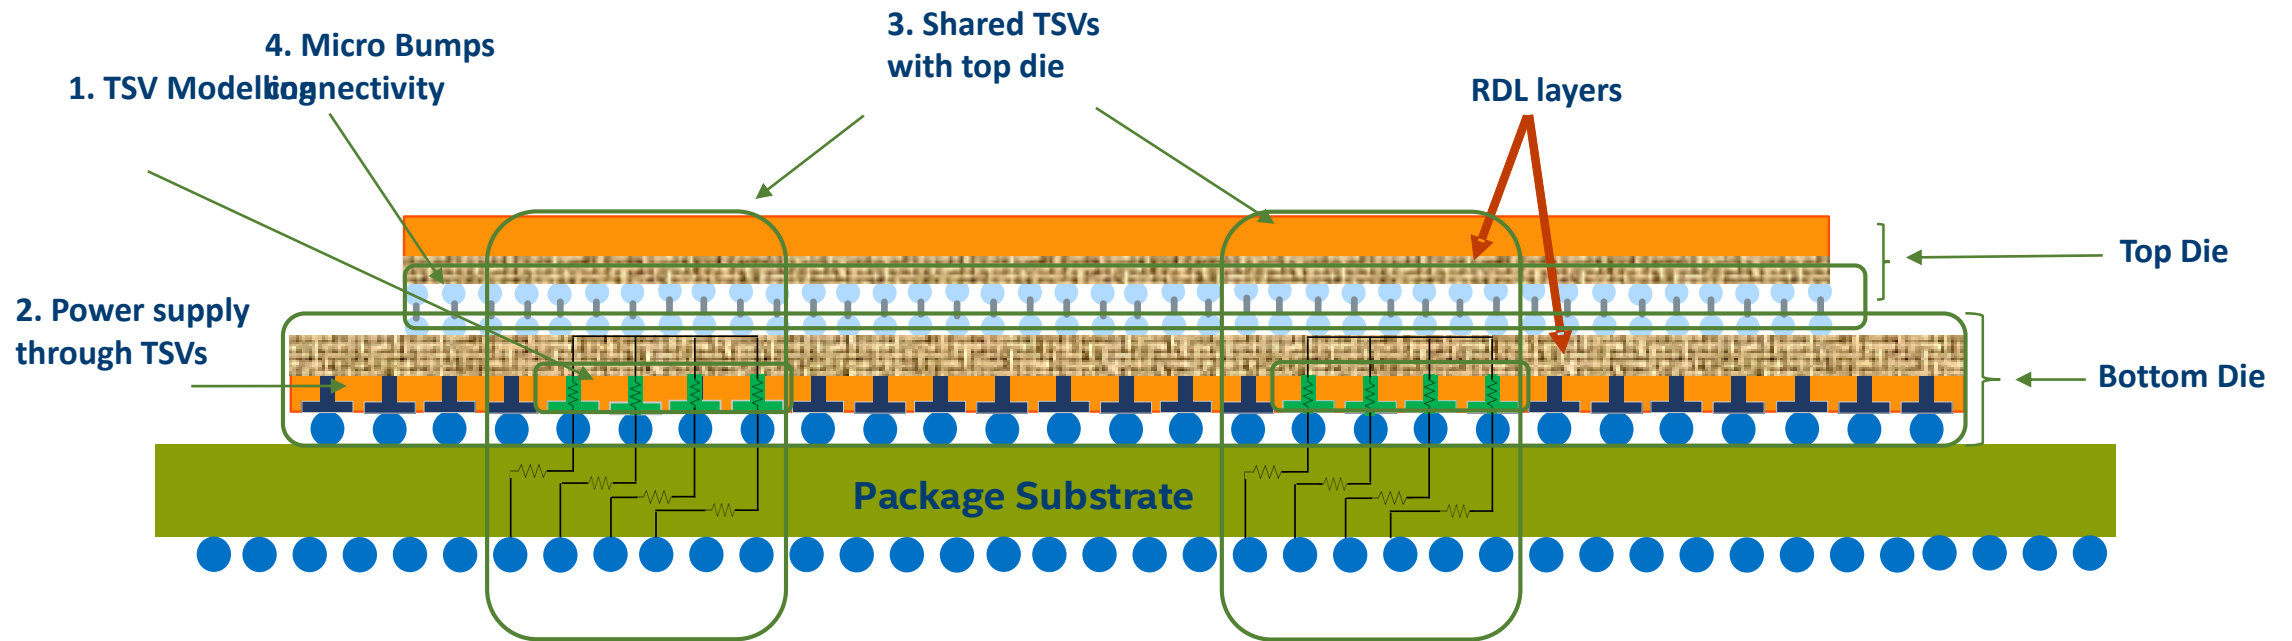 3. Shared TSVs
with top die
4. Micro Bumps
connectivity
1. TSV Modelling
RDL layers
Top Die
2. Power supply
through TSVs
Bottom Die
Package Substrate